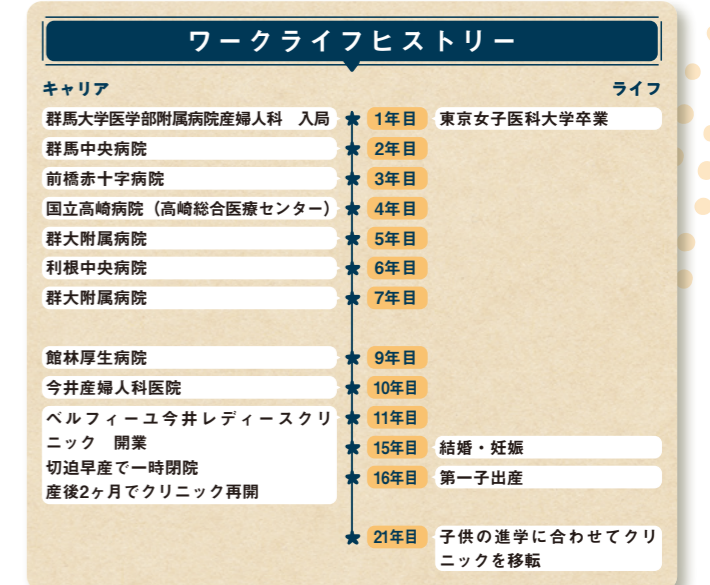 ワークライフヒストリー
キャリア
ライフ
群馬大学医学部附属病院産婦人科　入局
1年目
東京女子医科大学卒業
群馬中央病院
2年目
前橋赤十字病院
3年目
国立高崎病院（高崎総合医療センター）
4年目
群大附属病院
5年目
利根中央病院
6年目
群大附属病院
7年目
館林厚生病院
9年目
今井産婦人科医院
10年目
ベルフィーユ今井レディースクリ
ニック　開業
切迫早産で一時閉院
産後2ヶ月でクリニック再開
11年目
15年目
結婚・妊娠
16年目
第一子出産
21年目
子供の進学に合わせてクリ
ニックを移転